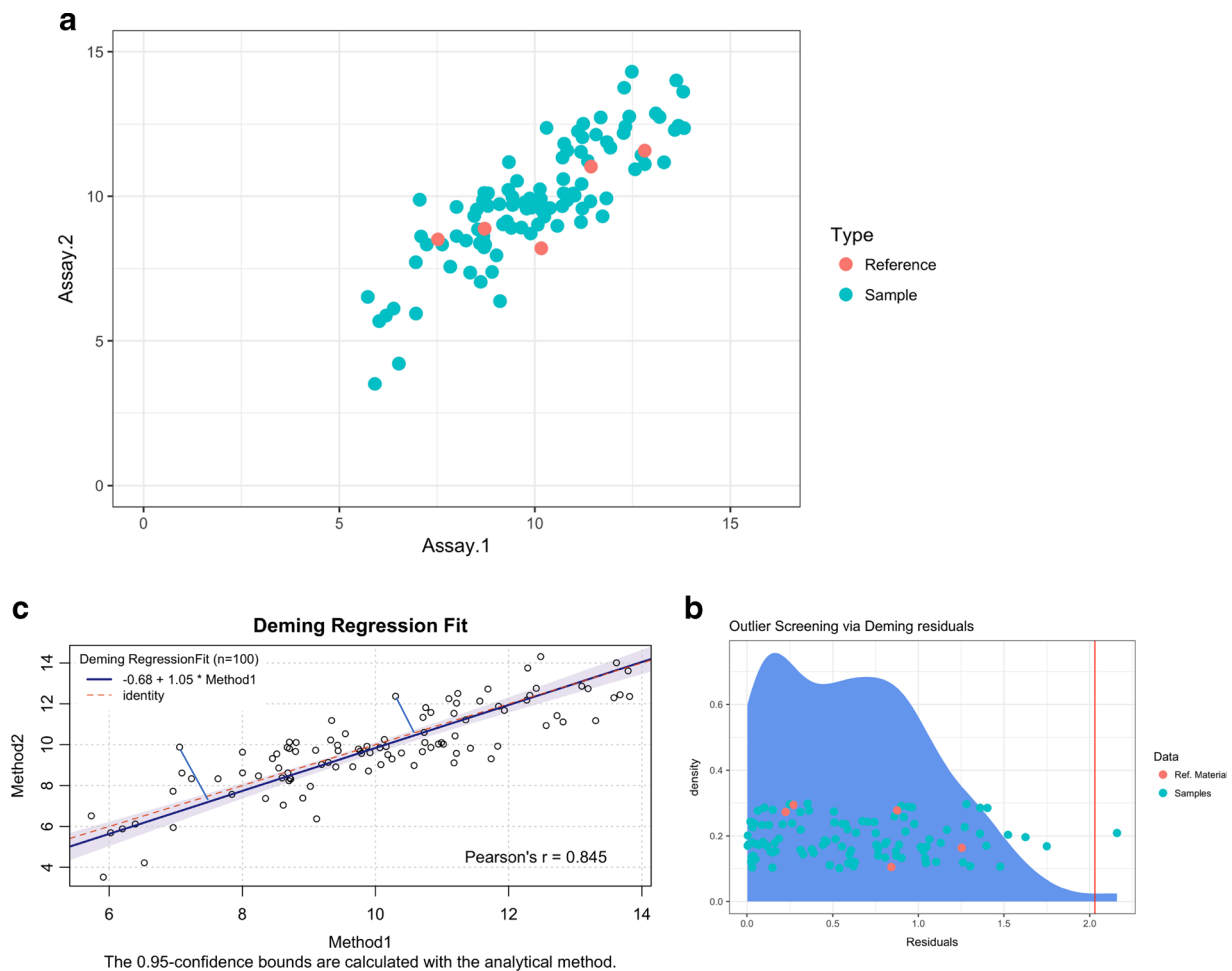 a
15
10
5
0
Assay.2
0 5 10 15
Assay.1
Type
Reference
Sample
c
Deming Regression Fit
Deming RegressionFit (n=100)
-0.68 + 1.05 * Method1
identity
14
12
10
8
6
4
Method2
Pearson's r = 0.845
6 8 10 12 14
Method1
The 0.95-confidence bounds are calculated with the analytical method.
b
Outlier Screening via Deming residuals
0.6
0.4
0.2
0.0
density
0.0 0.5 1.0 1.5 2.0
Residuals
Data
Ref. Material
Samples